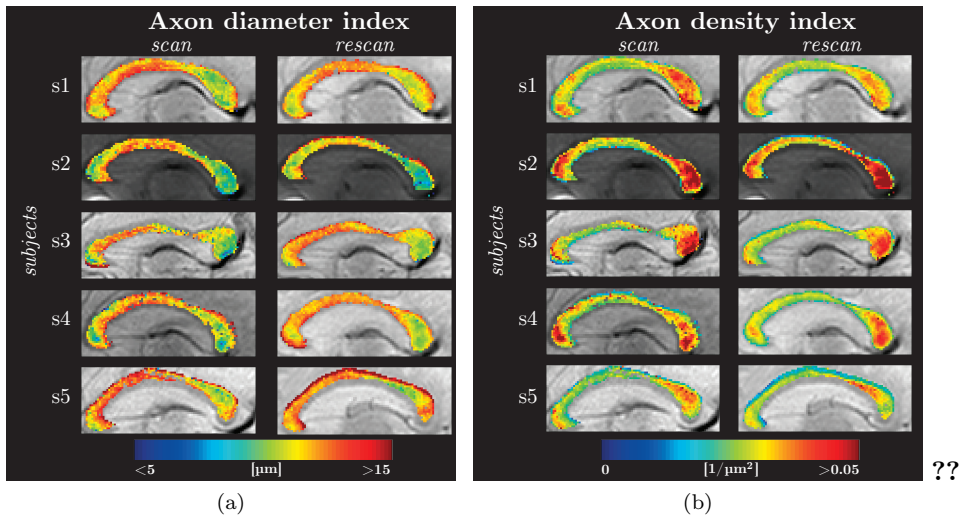 Axon diameter index
scan rescan
s1
s2
s3
s4
s5
subjects
<5 [µm] >15
(a)
Axon density index
scan rescan
s1
s2
s3
s4
s5
subjects
0 [1/µm²] >0.05
(b)
??